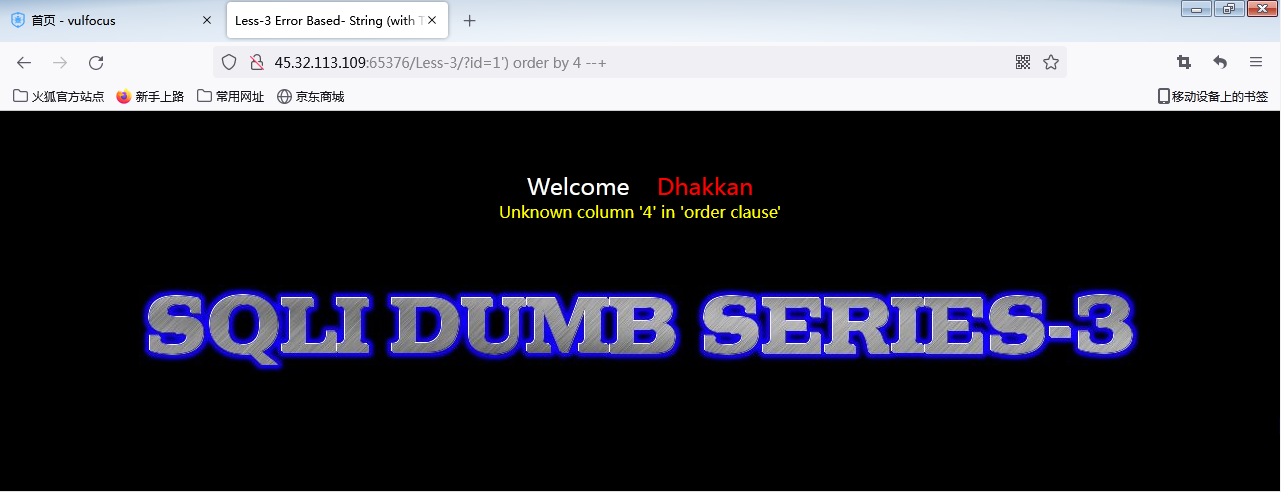 首页 - vulfocus
Less-3 Error Based- String (with T
45.32.113.109:65376/Less-3/?id=1') order by 4 --+
火狐官方站点 新手上路 常用网址 京东商城 移动设备上的书签
Welcome Dhakkan
Unknown column '4' in 'order clause'
SQLI DUMB SERIES-3